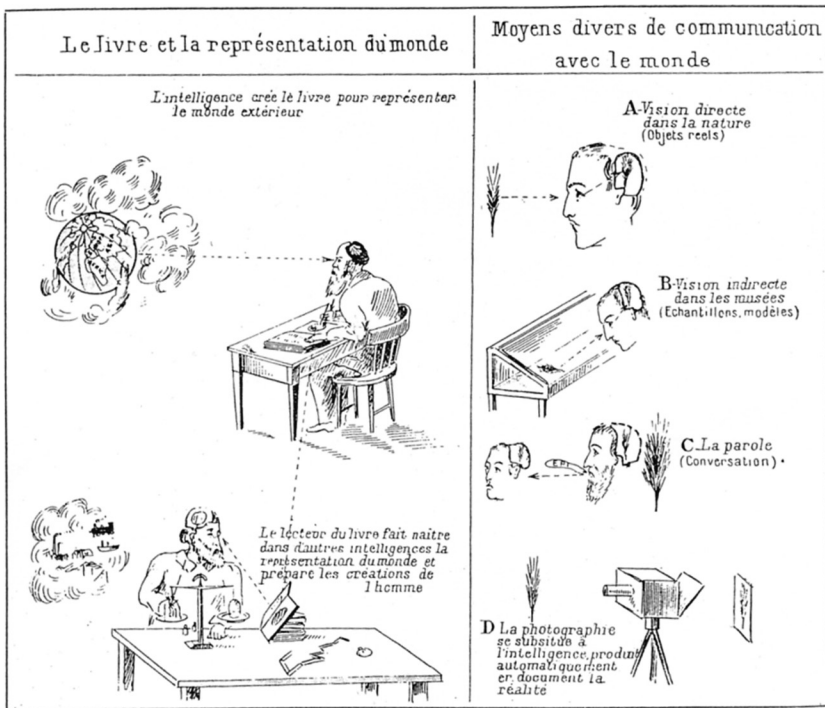 Le livre et la représentation du monde
L'intelligence crée le livre pour représenter
le monde extérieur
Le lecteur du livre fait naitre
dans d'autres intelligences la
représentation du monde et
prépare les créations de
l homme
Moyens divers de communication
avec le monde
A-Vision directe
dans la nature
(Objets reels)
B-Vision indirecte
dans les musées
(Echantillons, modèles)
C-La parole
(Conversation).
D La photographie
se subsitue à
l'intelligence, produit
automatiquement
er, document la
réalité